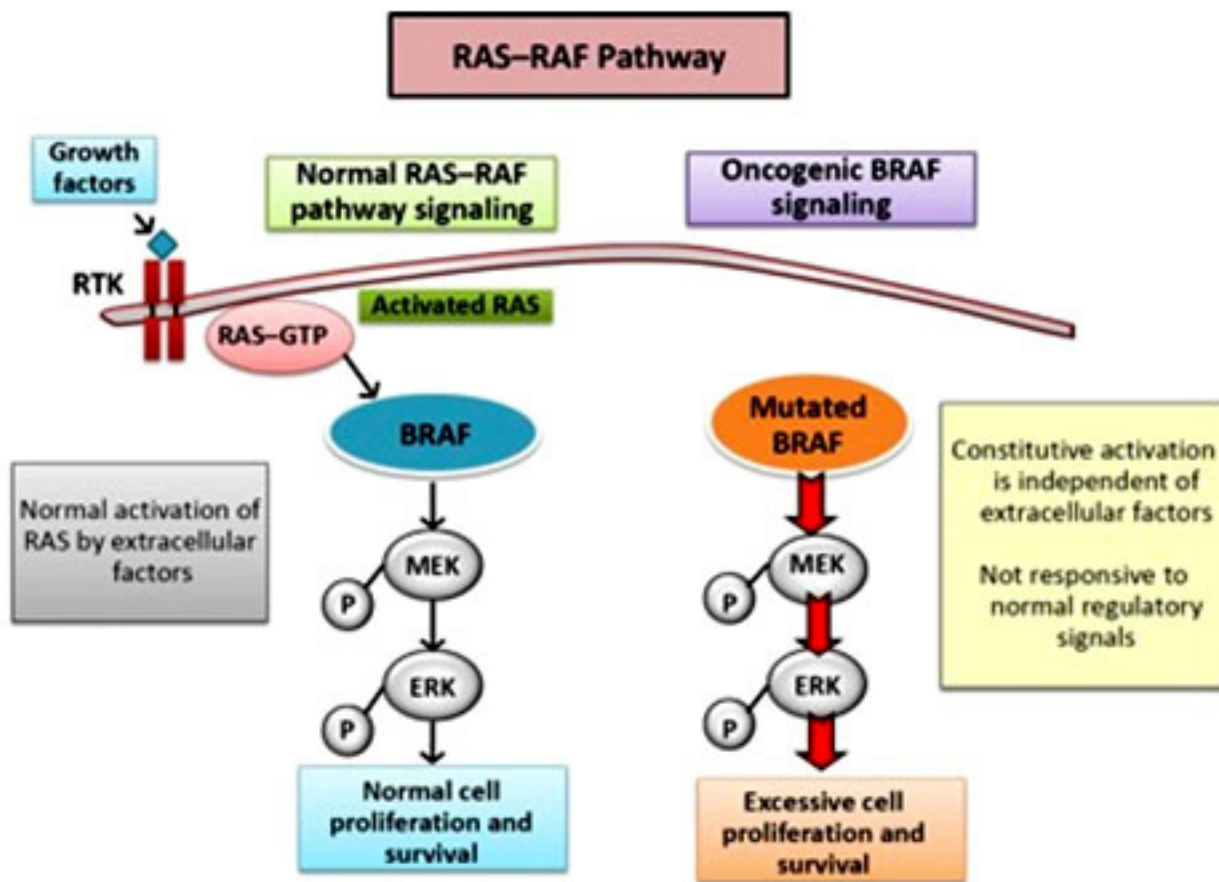 RAS–RAF Pathway
Growth
factors
Normal RAS–RAF
pathway signaling
Oncogenic BRAF
signaling
RTK
Activated RAS
RAS–GTP
BRAF
Mutated
BRAF
Normal activation of
RAS by extracellular
factors
Constitutive activation
is independent of
extracellular factors
Not responsive to
normal regulatory
signals
MEK
P
MEK
P
ERK
P
ERK
P
Normal cell
proliferation and
survival
Excessive cell
proliferation and
survival